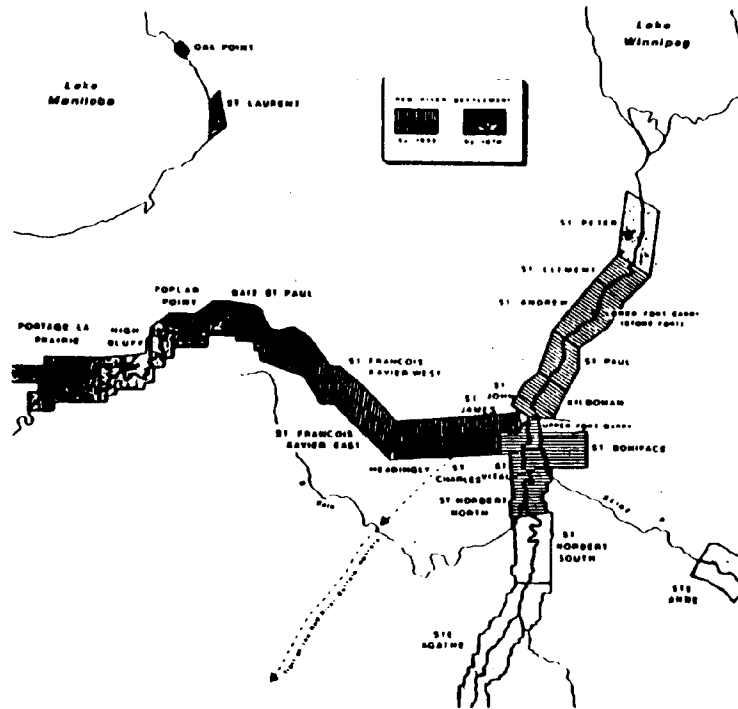 Lake
Winnipeg
OAK POINT
Lake
Manitoba
ST LAURENT
RED RIVER SETTLEMENT
ST PETER
ST CLEMENT
ST ANDREW
LOWER FORT GARRY
(STONE FORT)
POPLAR
POINT
BAIE ST PAUL
PORTAGE LA
PRAIRIE
HIGH
BLUFF
ST PAUL
ST FRANCOIS
XAVIER WEST
ST
JOHN
ST
JAMES
KILDONAN
UPPER FORT GARRY
ST FRANCOIS
XAVIER EAST
ST BONIFACE
HEADINGLY
ST
CHARLES
ST
VITAL
ST NORBERT
NORTH
ST
NORBERT
SOUTH
STE
ANNE
STE
AGATHE